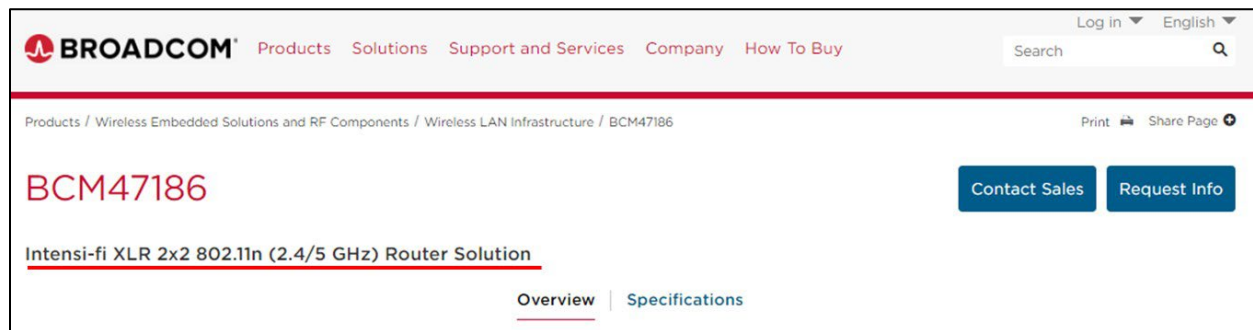 Log in English
BROADCOM Products Solutions Support and Services Company How To Buy Search
Products / Wireless Embedded Solutions and RF Components / Wireless LAN Infrastructure / BCM47186 Print Share Page
BCM47186
Contact Sales Request Info
Intensi-fi XLR 2x2 802.11n (2.4/5 GHz) Router Solution
Overview Specifications